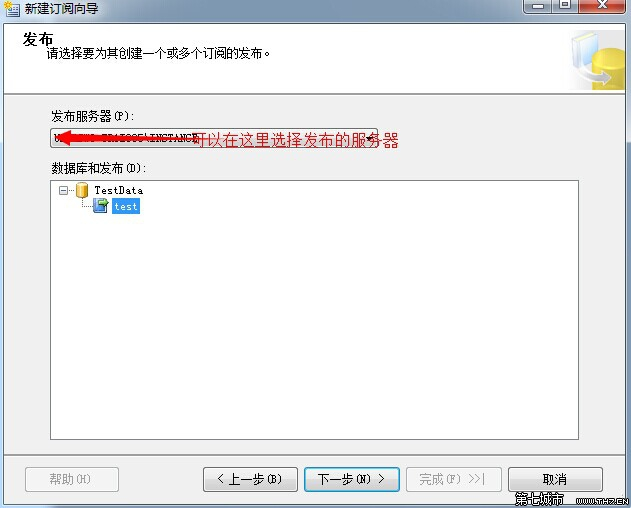 新建订阅向导
发布
请选择要为其创建一个或多个订阅的发布。
发布服务器(P):
可以在这里选择发布的服务器
数据库和发布(D):
TestData
test
帮助(H)
< 上一步(B)
下一步(N) >
完成(F) >>|
取消
第七城市 WWW.TH7.CN